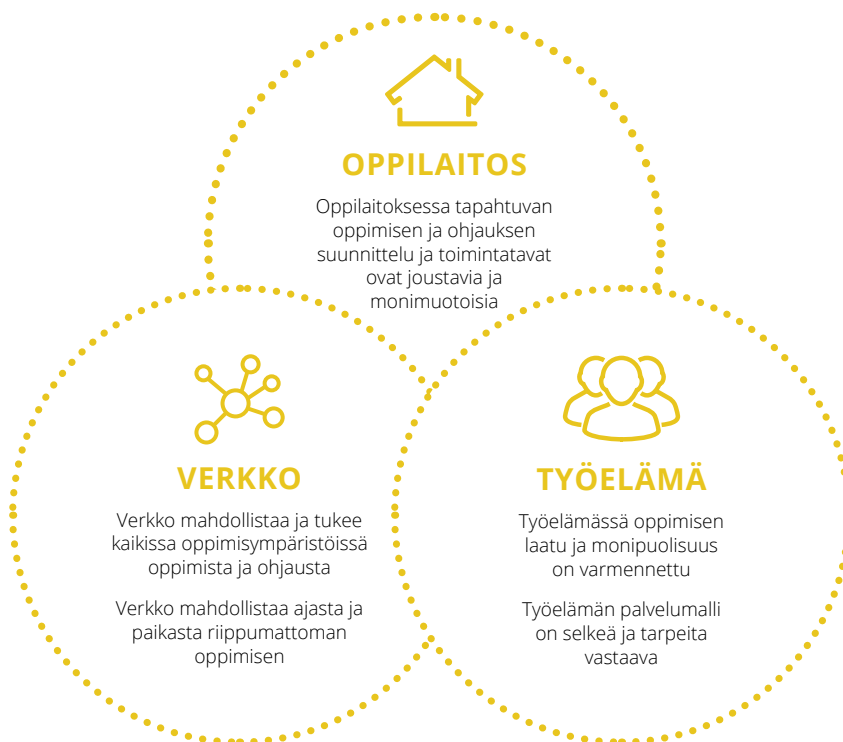 OPPILAITOS
Oppilaitoksessa tapahtuvan
oppimisen ja ohjauksen
suunnittelu ja toimintatavat
ovat joustavia ja
monimuotoisia
VERKKO
Verkko mahdollistaa ja tukee
kaikissa oppimisympäristöissä
oppimista ja ohjausta
Verkko mahdollistaa ajasta ja
paikasta riippumattoman
oppimisen
TYÖELÄMÄ
Työelämässä oppimisen
laatu ja monipuolisuus
on varmennettu
Työelämän palvelumalli
on selkeä ja tarpeita
vastaava